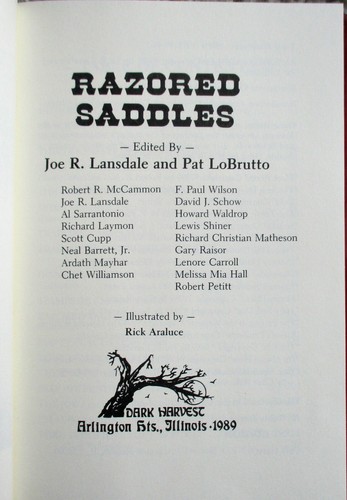 RAZORED
SADDLES
— Edited By —
Joe R. Lansdale and Pat LoBrutto
Robert R. McCammon
Joe R. Lansdale
Al Sarrantonio
Richard Laymon
Scott Cupp
Neal Barrett, Jr.
Ardath Mayhar
Chet Williamson
F. Paul Wilson
David J. Schow
Howard Waldrop
Lewis Shiner
Richard Christian Matheson
Gary Raisor
Lenore Carroll
Melissa Mia Hall
Robert Petitt
— Illustrated by —
Rick Araluce
DARK HARVEST
Arlington Hts., Illinois · 1989